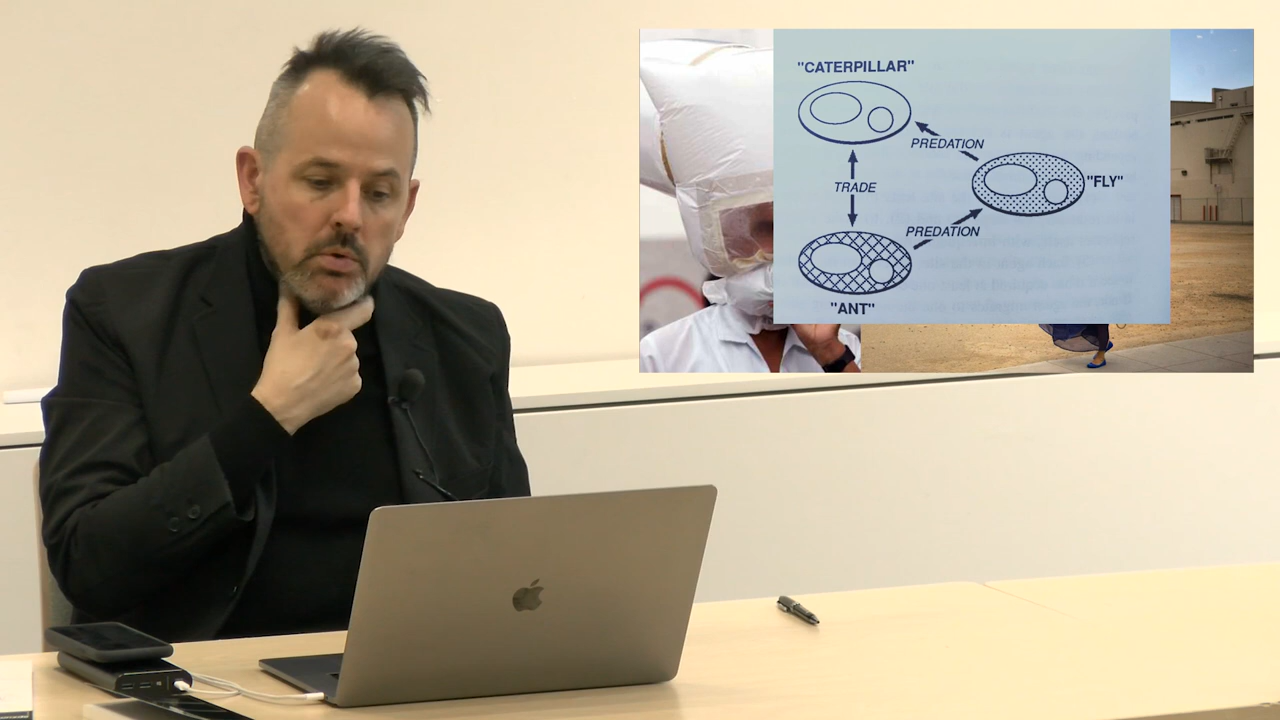 "CATERPILLAR"
PREDATION
TRADE
"FLY"
PREDATION
"ANT"